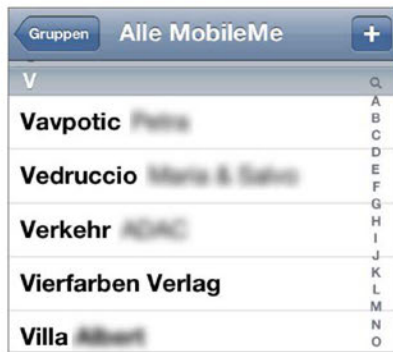 Gruppen Alle MobileMe +
V
Vavpotic
Vedruccio
Verkehr
Vierfarben Verlag
Villa
A
B
C
D
E
F
G
H
I
J
K
L
M
N
O